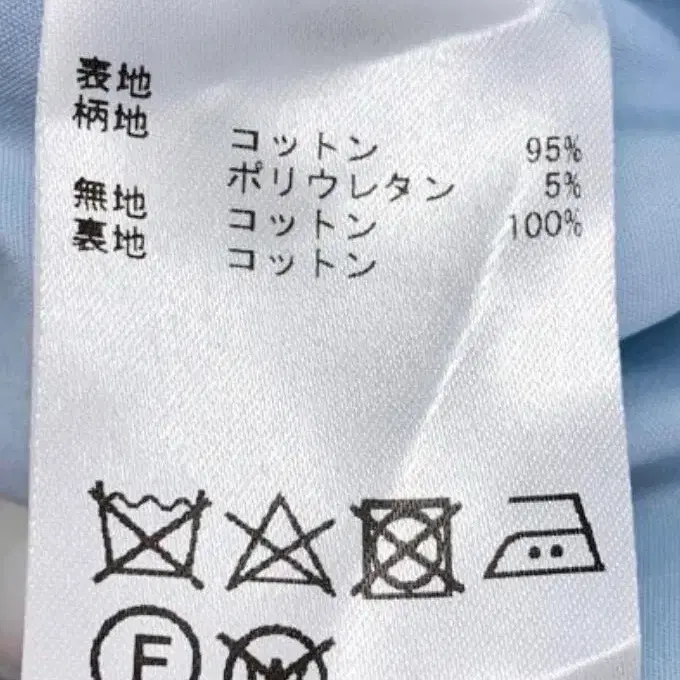 表地
柄地 コットン 95%
ポリウレタン 5%
無地 コットン 100%
裏地 コットン
F
W